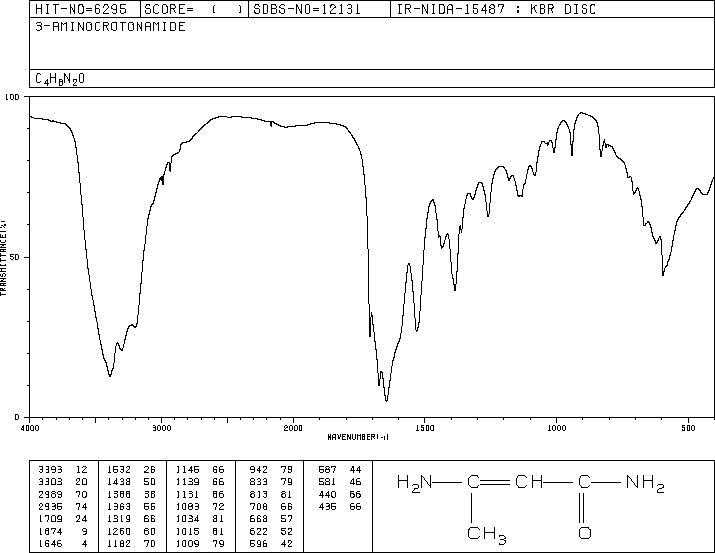 HIT-NO=6295 SCORE= ( ) SDBS-NO=12131 IR-NIDA-15487 : KBR DISC
3-AMINOCROTONAMIDE
C4H8N2O
100
50
0
TRANSMITTANCE(%)
4000 3000 2000 1500 1000 500
WAVENUMBER(-1)
3393 12 1532 26 1146 66 942 79 587 44
3303 20 1438 50 1139 66 833 79 581 46
2989 70 1388 38 1131 66 813 81 440 66
2935 74 1363 55 1083 72 708 66 435 66
1709 24 1319 66 1034 81 668 57
1674 9 1260 60 1015 81 622 52
1646 4 1182 70 1009 79 596 42
H2N C CH C NH2
CH3 O